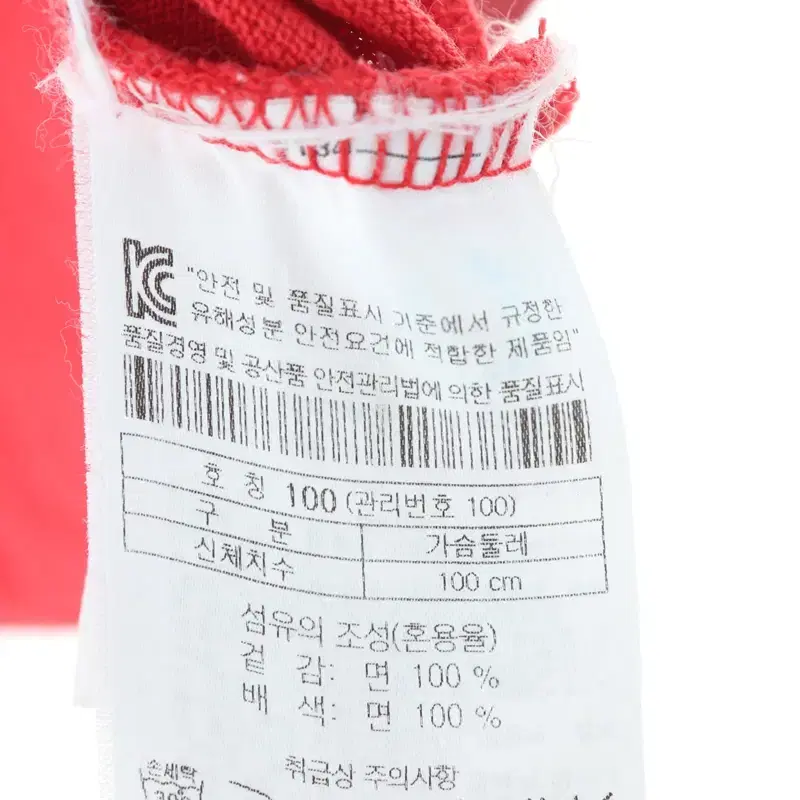 KC
"안전 및 품질표시 기준에서 규정한
유해성분 안전요건에 적합한 제품임"
품질경영 및 공산품 안전관리법에 의한 품질표시
호 칭 100 (관리번호 100)
구 분 가슴둘레
신체치수 100 cm
섬유의 조성(혼용율)
겉 감: 면 100 %
배 색: 면 100 %
취급상 주의사항
손세탁